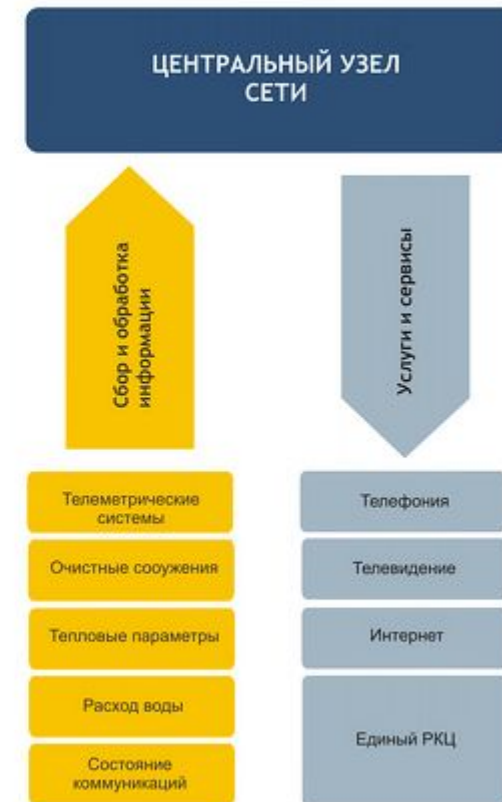 ЦЕНТРАЛЬНЫЙ УЗЕЛ
СЕТИ
Сбор и обработка
информации
Услуги и сервисы
Телеметрические
системы
Очистные сооужения
Тепловые параметры
Расход воды
Состояние
коммуникаций
Телефония
Телевидение
Интернет
Единый РКЦ